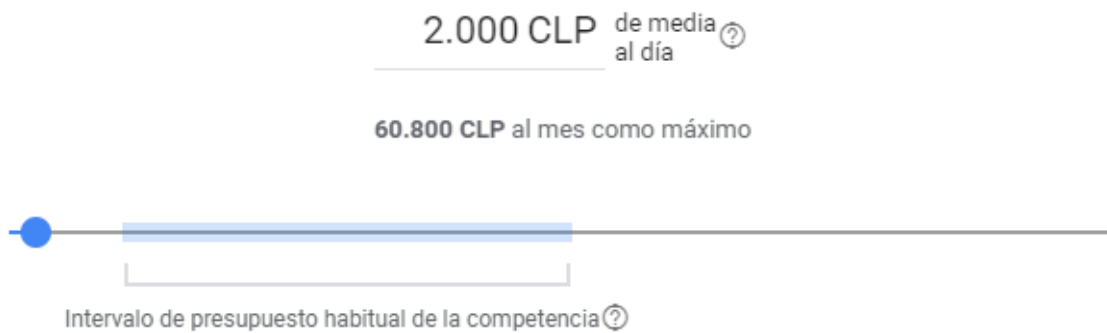 2.000 CLP de media
al día
60.800 CLP al mes como máximo
Intervalo de presupuesto habitual de la competencia